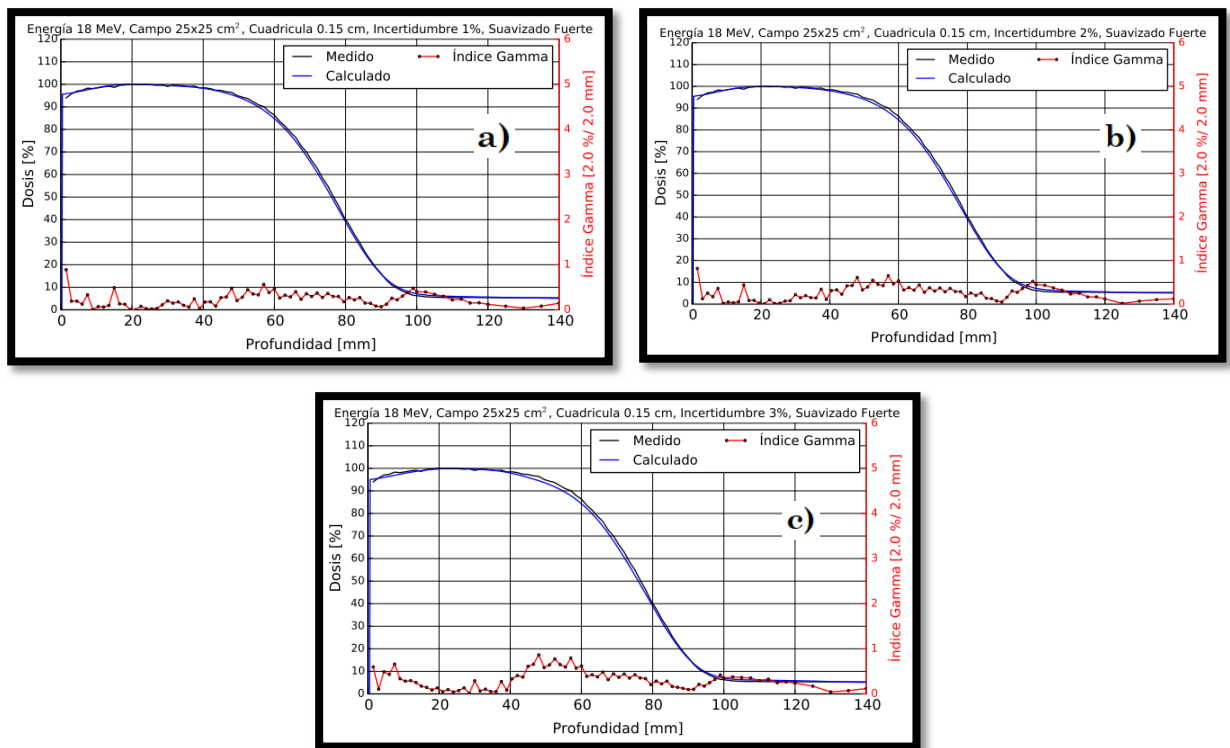 Energía 18 MeV, Campo 25x25 cm², Cuadricula 0.15 cm, Incertidumbre 1%, Suavizado Fuerte
Medido
Calculado
Índice Gamma
a)
Dosis [%]
120
110
100
90
80
70
60
50
40
30
20
10
0
6
5
4
3
2
1
0
Índice Gamma [2.0 %/ 2.0 mm]
0 20 40 60 80 100 120 140
Profundidad [mm]
Energía 18 MeV, Campo 25x25 cm², Cuadricula 0.15 cm, Incertidumbre 2%, Suavizado Fuerte
Medido
Calculado
Índice Gamma
b)
Dosis [%]
120
110
100
90
80
70
60
50
40
30
20
10
0
6
5
4
3
2
1
0
Índice Gamma [2.0 %/ 2.0 mm]
0 20 40 60 80 100 120 140
Profundidad [mm]
Energía 18 MeV, Campo 25x25 cm², Cuadricula 0.15 cm, Incertidumbre 3%, Suavizado Fuerte
Medido
Calculado
Índice Gamma
c)
Dosis [%]
120
110
100
90
80
70
60
50
40
30
20
10
0
6
5
4
3
2
1
0
Índice Gamma [2.0 %/ 2.0 mm]
0 20 40 60 80 100 120 140
Profundidad [mm]